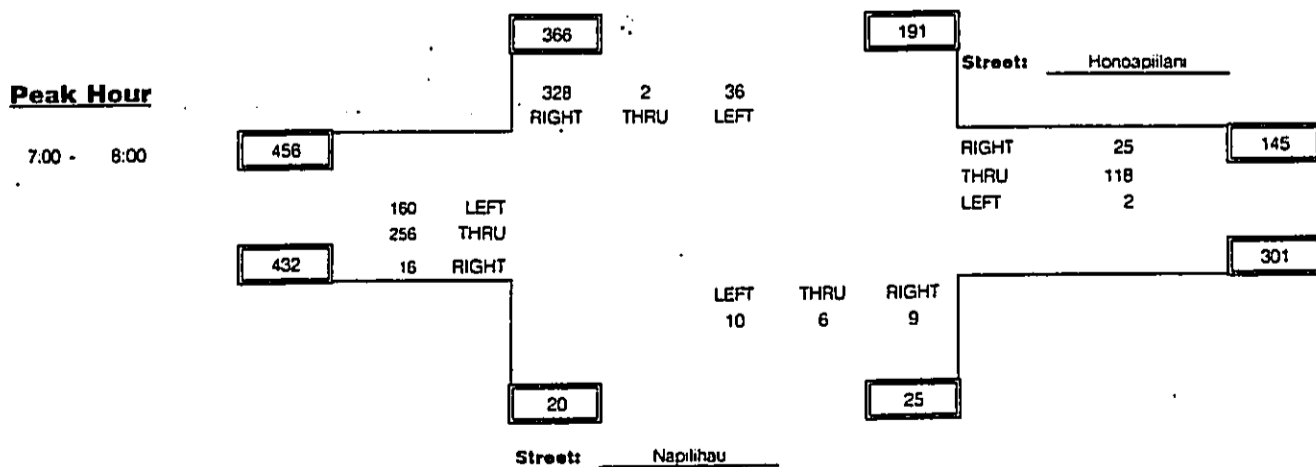 366 191
Street: Honoapiilani
Peak Hour
328 2 36
RIGHT THRU LEFT
7:00 - 8:00
456
RIGHT 25
145
THRU 118
LEFT 2
160 LEFT
256 THRU
432
16 RIGHT
301
LEFT THRU RIGHT
10 6 9
20 25
Street: Napilihau